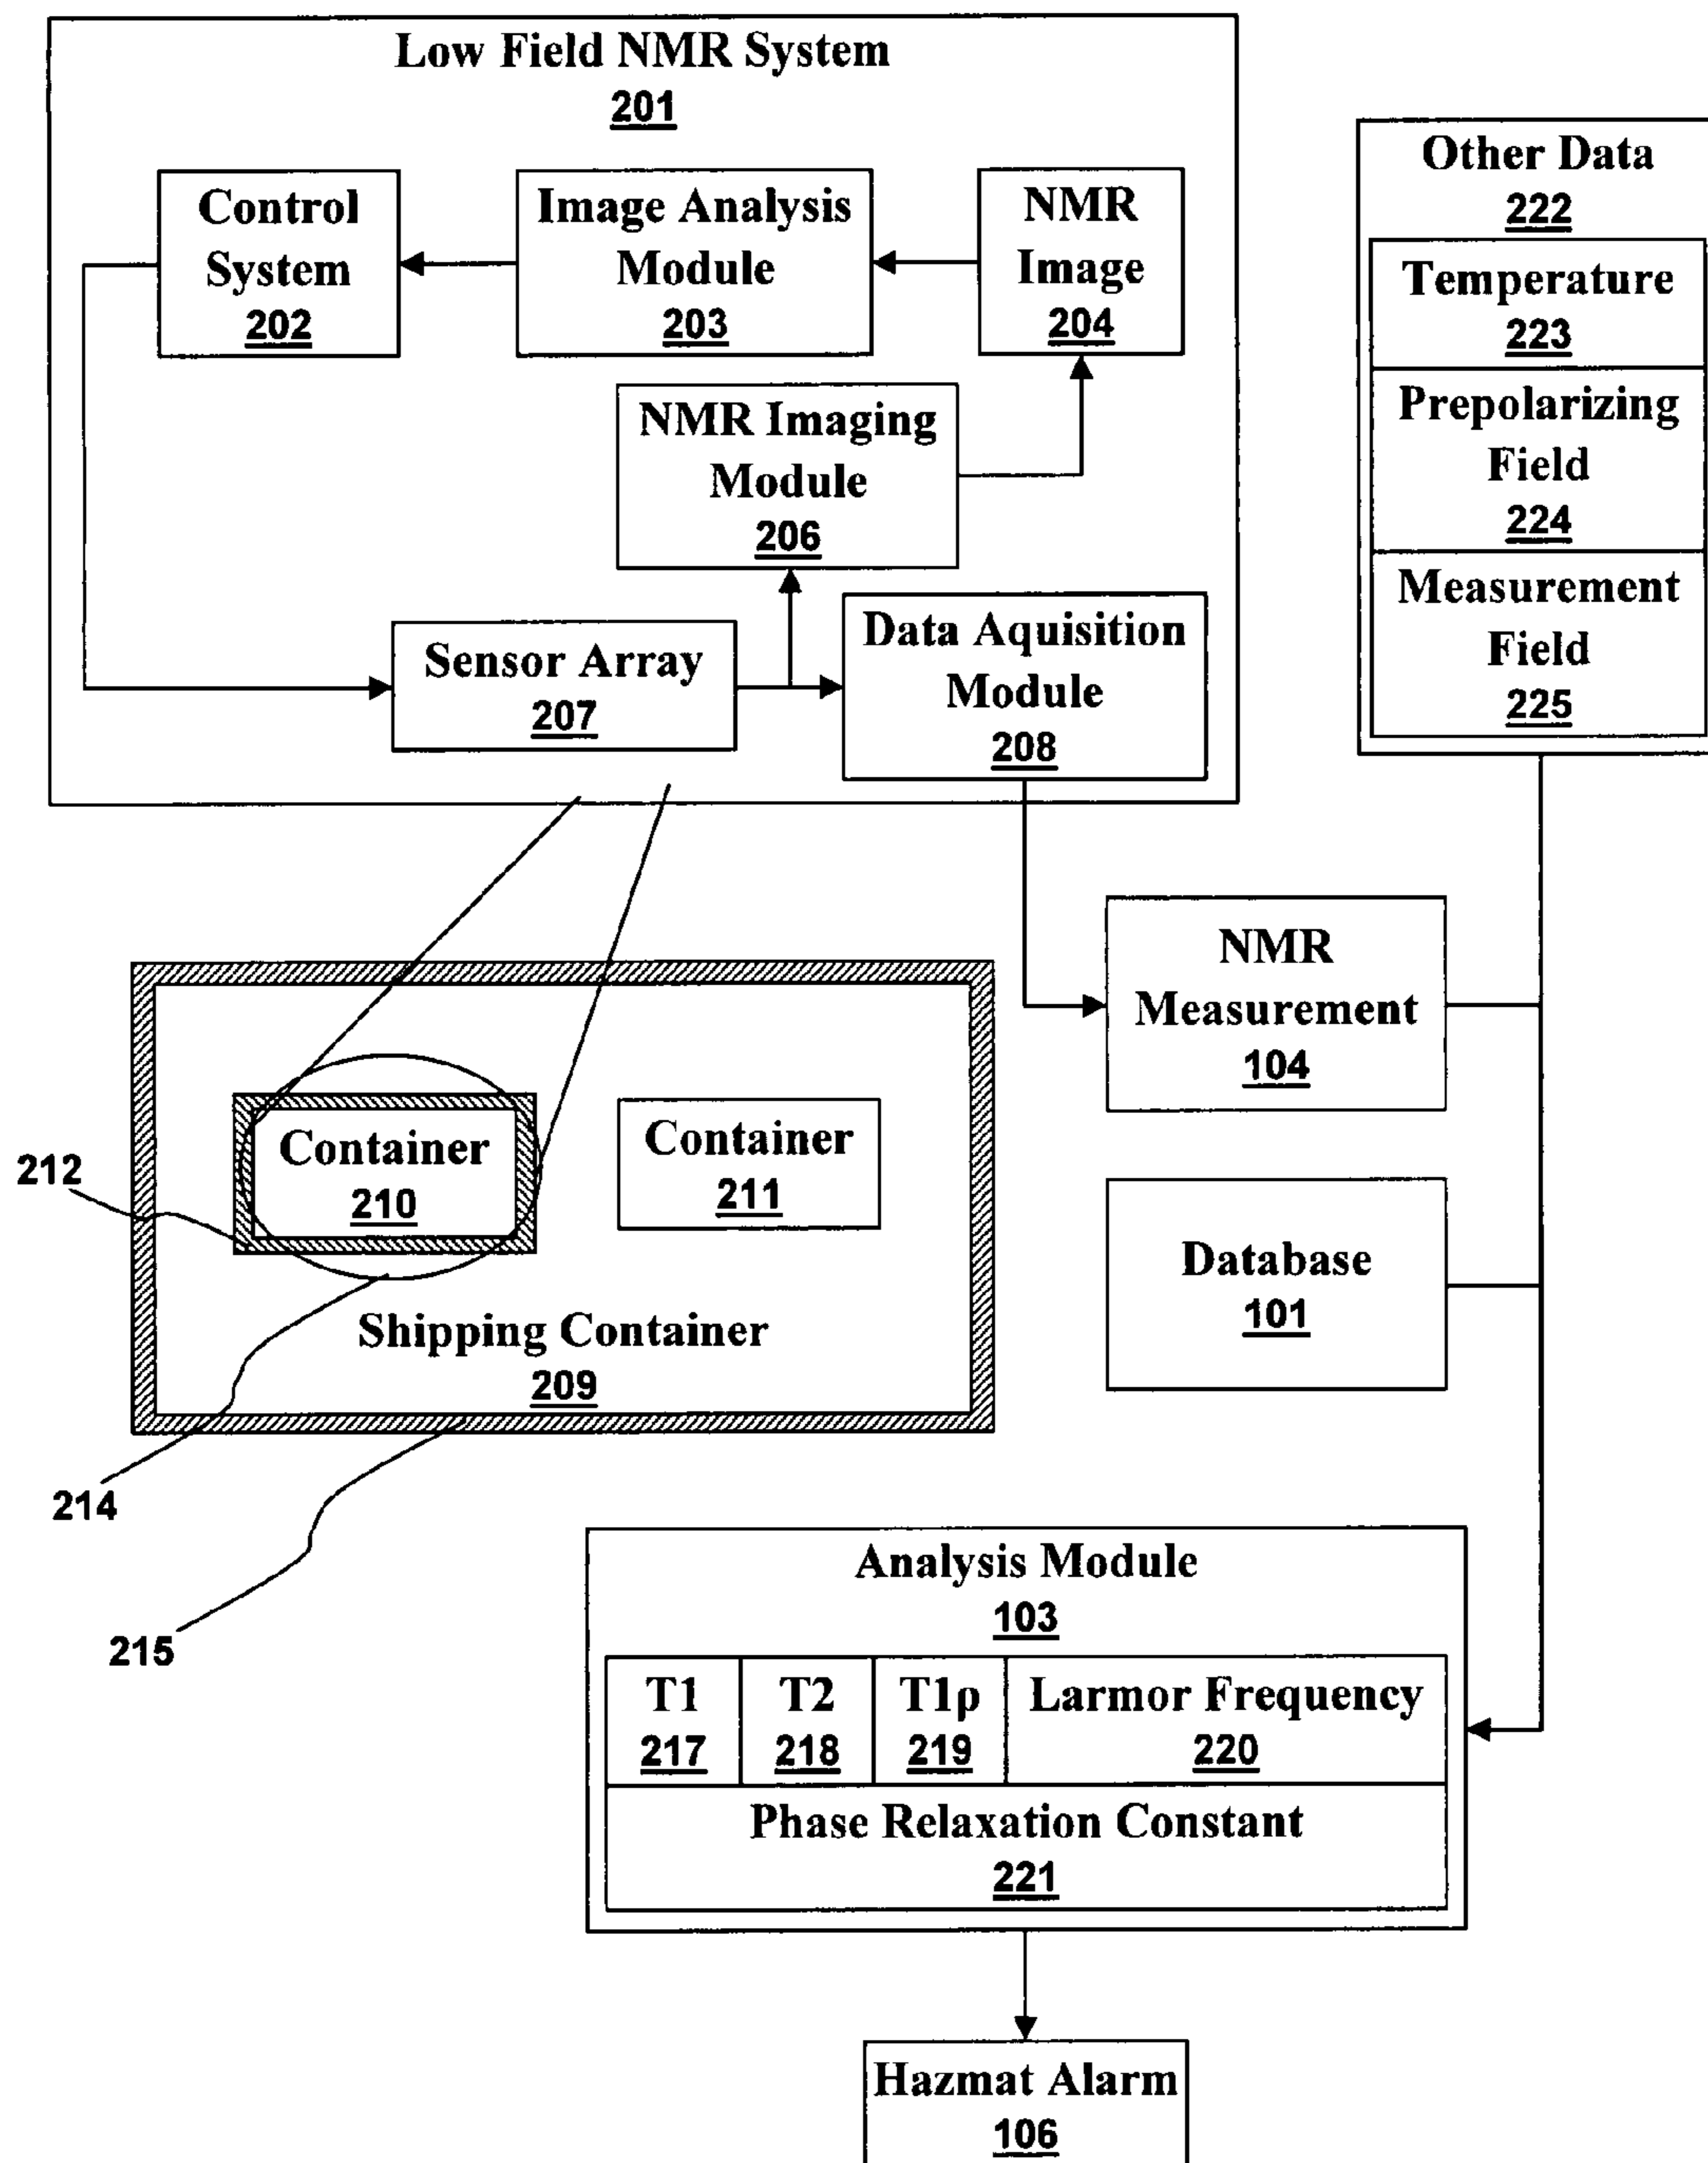 Low Field NMR System
201
Control
System
202
Image Analysis
Module
203
NMR
Image
204
NMR Imaging
Module
206
Sensor Array
207
Data Aquisition
Module
208
Other Data
222
Temperature
223
Prepolarizing
Field
224
Measurement
Field
225
NMR
Measurement
104
Container
210
Container
211
212
Shipping Container
209
214
215
Database
101
Analysis Module
103
T1
217
T2
218
T1ρ
219
Larmor Frequency
220
Phase Relaxation Constant
221
Hazmat Alarm
106